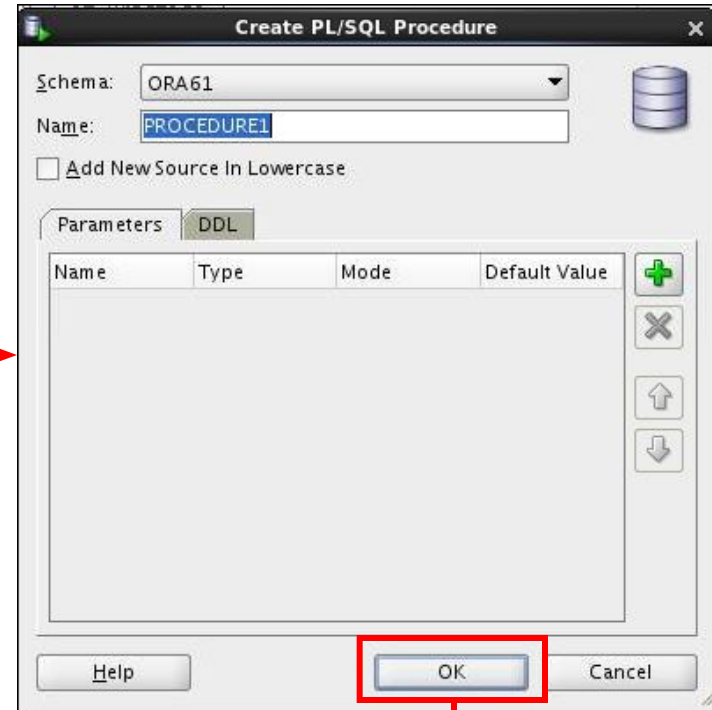 Create PL/SQL Procedure
Schema: ORA61
Name: PROCEDURE1
Add New Source In Lowercase
Parameters DDL
Name Type Mode Default Value
Help OK Cancel